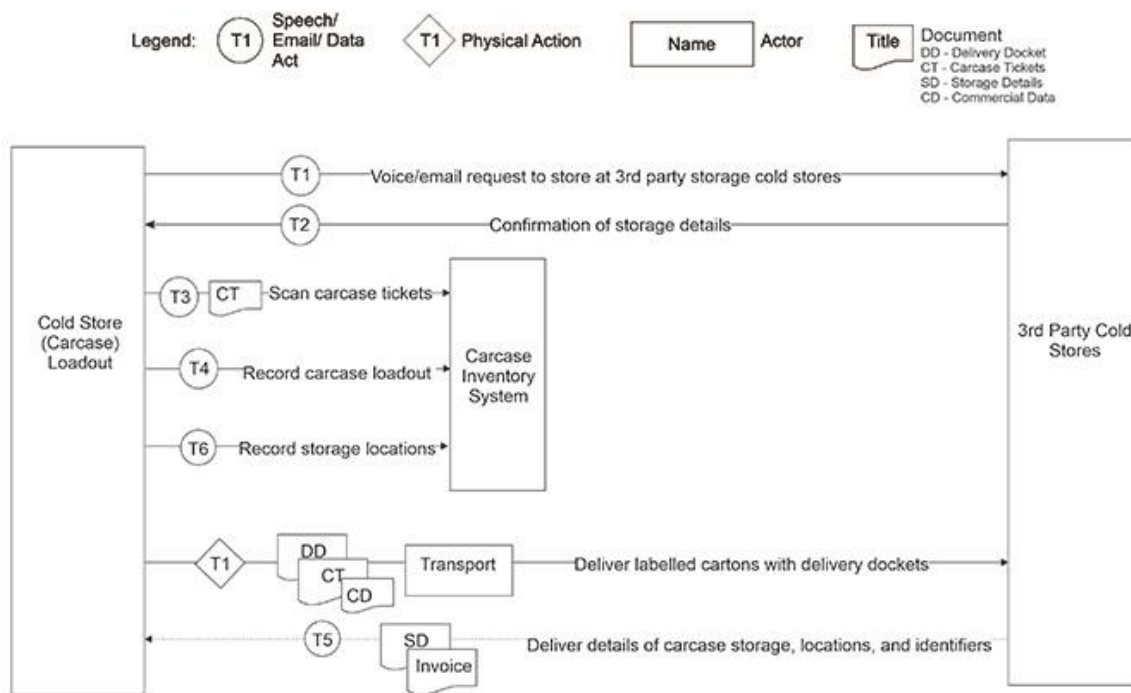 Legend:
T1
Speech/
Email/ Data
Act
T1
Physical Action
Name
Actor
Title
Document
DD - Delivery Docket
CT - Carcase Tickets
SD - Storage Details
CD - Commercial Data
Cold Store
(Carcase)
Loadout
T1
Voice/email request to store at 3rd party storage cold stores
T2
Confirmation of storage details
T3
CT
Scan carcase tickets
T4
Record carcase loadout
T6
Record storage locations
Carcase
Inventory
System
3rd Party Cold
Stores
T1
DD
CT
CD
Transport
Deliver labelled cartons with delivery dockets
T5
SD
Invoice
Deliver details of carcase storage, locations, and identifiers